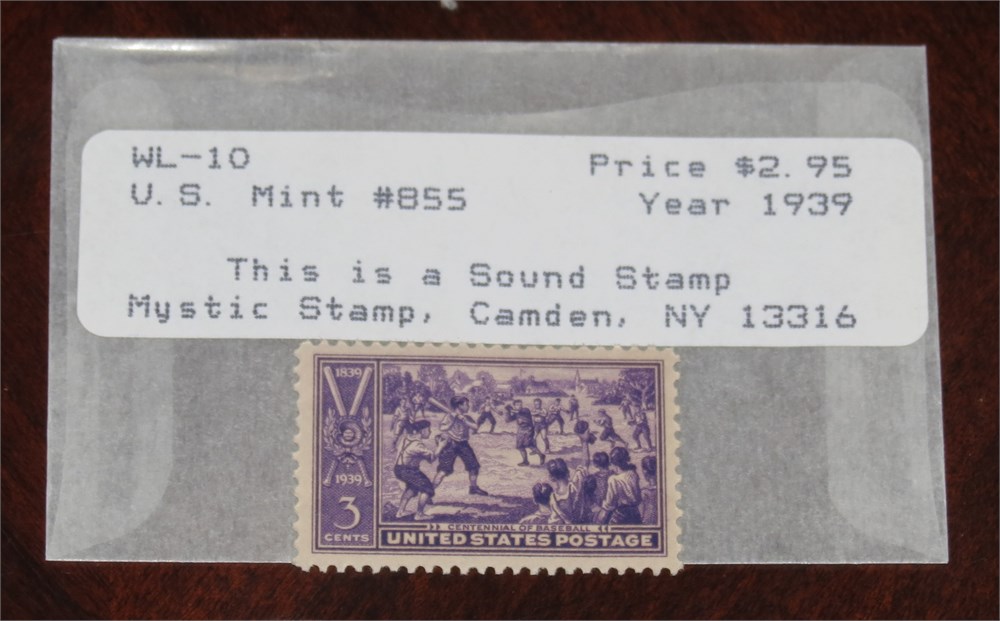 WL-10 Price $2.95
U.S. Mint #855 Year 1939
This is a Sound Stamp
Mystic Stamp, Camden, NY 13316
1839
1939
3
CENTS
CENTENNIAL OF BASEBALL
UNITED STATES POSTAGE